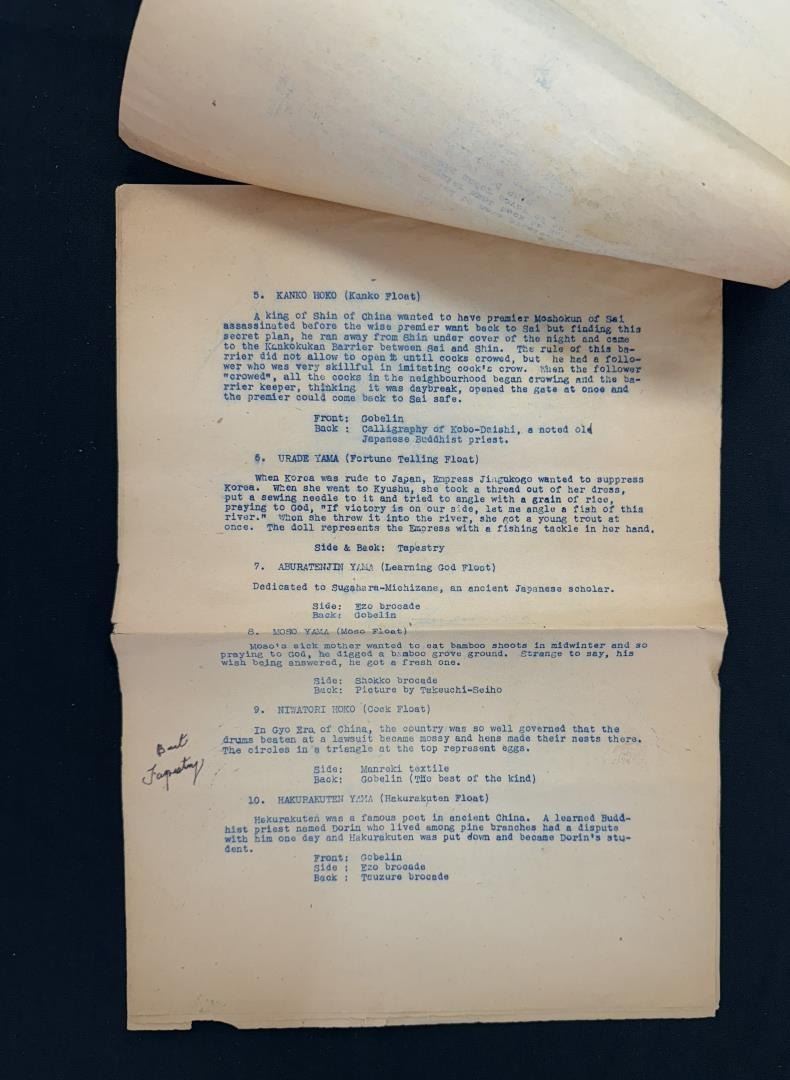 5. KANKO HOKO (Kanko Float)
A king of Shin of China wanted to have premier Moshokun of Sai
assassinated before the wise premier want back to Sai but finding this
secret plan, he ran away from Shin under cover of the night and came
to the Kankokukan Barrier between Sai and Shin. The rule of this ba-
rrier did not allow to open it until cocks crowed, but he had a follo-
wer who was very skillful in imitating cock's crow. When the follower
"crowed", all the cocks in the neighbourhood began crowing and the ba-
rrier keeper, thinking it was daybreak, opened the gate at once and
the premier could come back to Sai safe.
Front: Gobelin
Back : Calligraphy of Kobo-Daishi, a noted old
Japanese Buddhist priest.
6. URADE YAMA (Fortune Telling Float)
When Korea was rude to Japan, Empress Jingukogo wanted to suppress
Korea. When she went to Kyushu, she took a thread out of her dress,
put a sewing needle to it and tried to angle with a grain of rice,
praying to God, "If victory is on our side, let me angle a fish of this
river." When she threw it into the river, she got a young trout at
once. The doll represents the Empress with a fishing tackle in her hand.
Side & Back: Tapestry
7. ABURATENJIN YAMA (Learning God Float)
Dedicated to Sugahara-Michizane, an ancient Japanese scholar.
Side: Ezo brocade
Back: Gobelin
8. MOSO YAMA (Moso Float)
Moso's sick mother wanted to eat bamboo shoots in midwinter and so
praying to God, he digged a bamboo grove ground. Strange to say, his
wish being answered, he got a fresh one.
Side: Shokko brocade
Back: Picture by Takeuchi-Seiho
9. NIWATORI HOKO (Cock Float)
In Gyo Era of China, the country was so well governed that the
drums beaten at a lawsuit became mossy and hens made their nests there.
The circles in a triangle at the top represent eggs.
Best
Tapestry
Side: Manreki textile
Back: Gobelin (The best of the kind)
10. HAKURAKUTEN YAMA (Hakurakuten Float)
Hakurakuten was a famous poet in ancient China. A learned Budd-
hist priest named Dorin who lived among pine branches had a dispute
with him one day and Hakurakuten was put down and became Dorin's stu-
dent.
Front: Gobelin
Side : Ezo brocade
Back : Tsuzure brocade